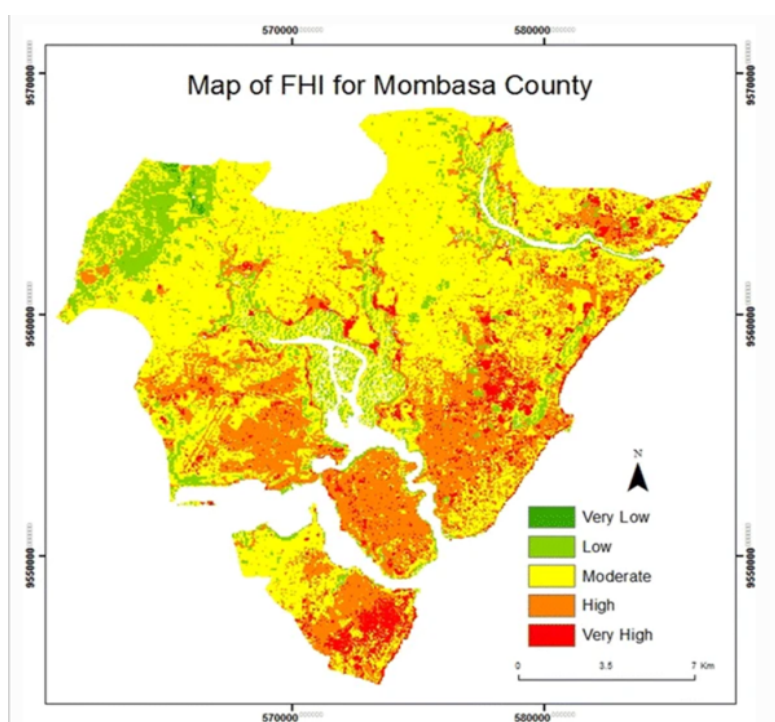 570000 580000
Map of FHI for Mombasa County
9570000 9570000
9560000 9560000
N
Very Low
Low
9550000 9550000
Moderate
High
Very High
0 3.5 7 Km
570000 580000